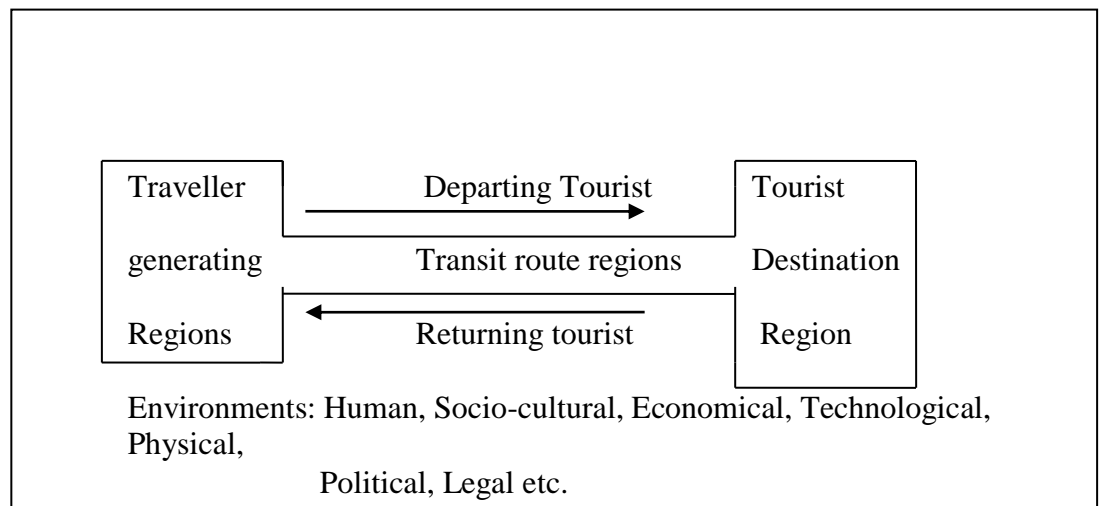 Traveller Departing Tourist Tourist
generating Transit route regions Destination
Regions Returning tourist Region
Environments: Human, Socio-cultural, Economical, Technological,
Physical,
Political, Legal etc.